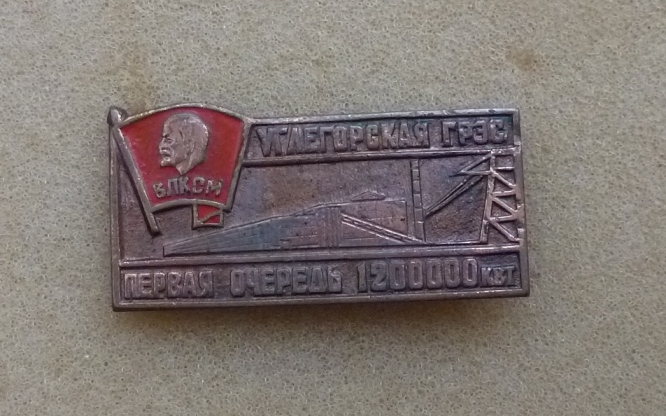 УГЛЕГОРСКАЯ ГРЭС
ВЛКСМ
ПЕРВАЯ ОЧЕРЕДЬ 1200000 КВТ